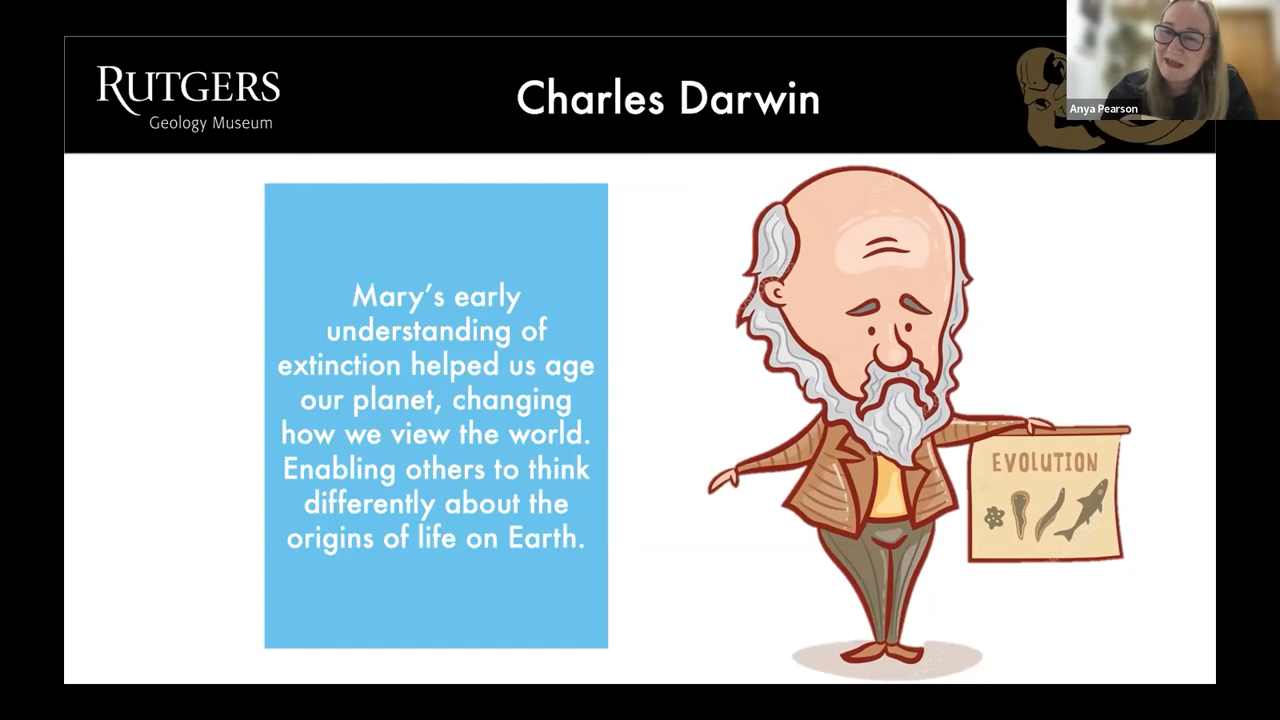 RUTGERS
Geology Museum
Charles Darwin
Anya Pearson
Mary's early
understanding of
extinction helped us age
our planet, changing
how we view the world.
Enabling others to think
differently about the
origins of life on Earth.
EVOLUTION